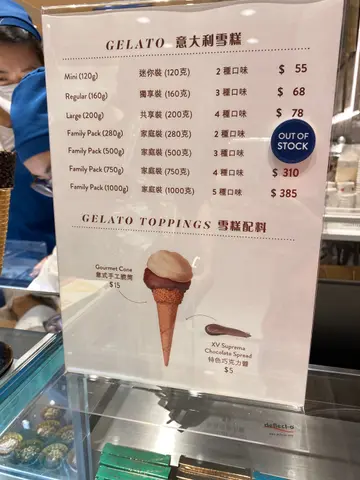 GELATO 意大利雪糕
Mini (120g) 迷你裝 (120克) 2 種口味 $ 55
Regular (160g) 獨享裝 (160克) 3 種口味 $ 68
Large (200g) 共享裝 (200克) 4 種口味 $ 78
Family Pack (280g) 家庭裝 (280克) 2 種口味
Family Pack (500g) 家庭裝 (500克) 3 種口味
OUT OF
STOCK
Family Pack (750g) 家庭裝 (750克) 4 種口味 $ 310
Family Pack (1000g) 家庭裝 (1000克) 5 種口味 $ 385
GELATO TOPPINGS 雪糕配料
Gourmet Cone
意式手工脆筒
$15
XV Supreme
Chocolate Spread
特色巧克力醬
$5
deflect-o